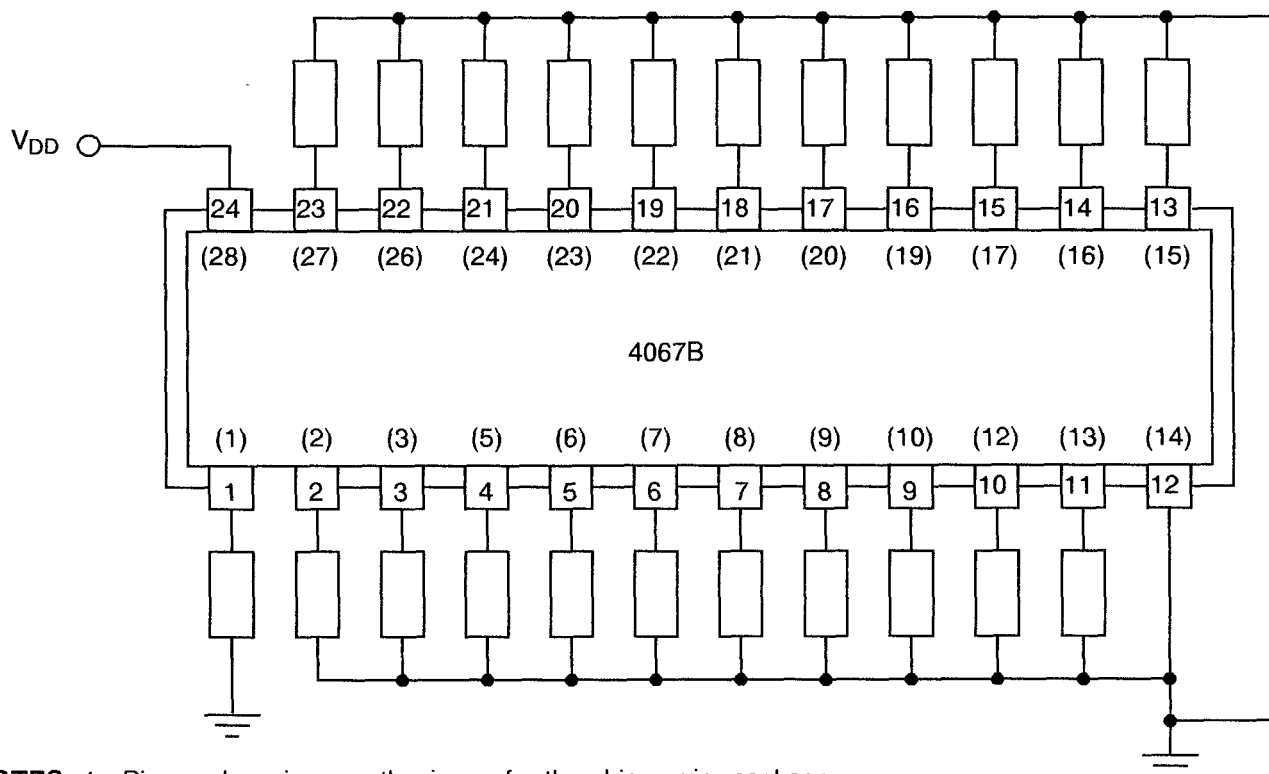 V_DD
24 23 22 21 20 19 18 17 16 15 14 13
(28) (27) (26) (24) (23) (22) (21) (20) (19) (17) (16) (15)
4067B
(1) (2) (3) (5) (6) (7) (8) (9) (10) (12) (13) (14)
1 2 3 4 5 6 7 8 9 10 11 12